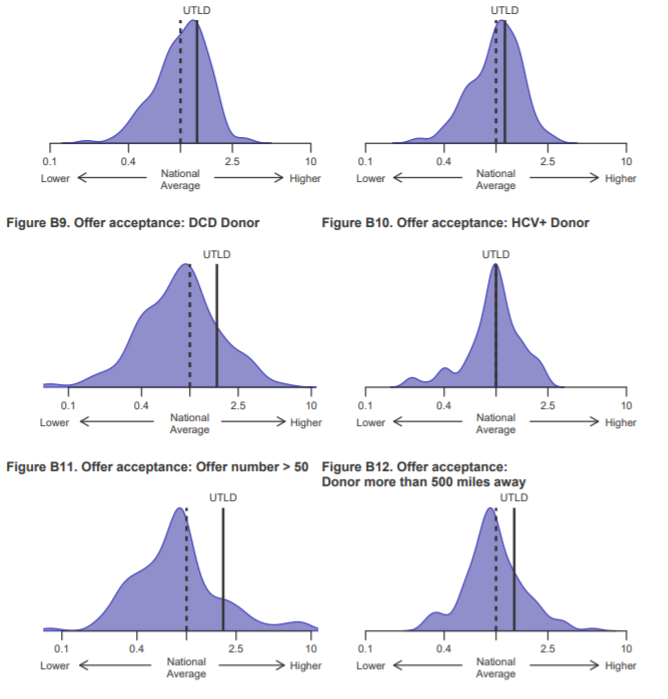 UTLD UTLD
0.1 0.4 2.5 10 0.1 0.4 2.5 10
Lower National Average Higher Lower National Average Higher
Figure B9. Offer acceptance: DCD Donor Figure B10. Offer acceptance: HCV+ Donor
UTLD UTLD
0.1 0.4 2.5 10 0.1 0.4 2.5 10
Lower National Average Higher Lower National Average Higher
Figure B11. Offer acceptance: Offer number > 50 Figure B12. Offer acceptance:
Donor more than 500 miles away
UTLD UTLD
0.1 0.4 2.5 10 0.1 0.4 2.5 10
Lower National Average Higher Lower National Average Higher